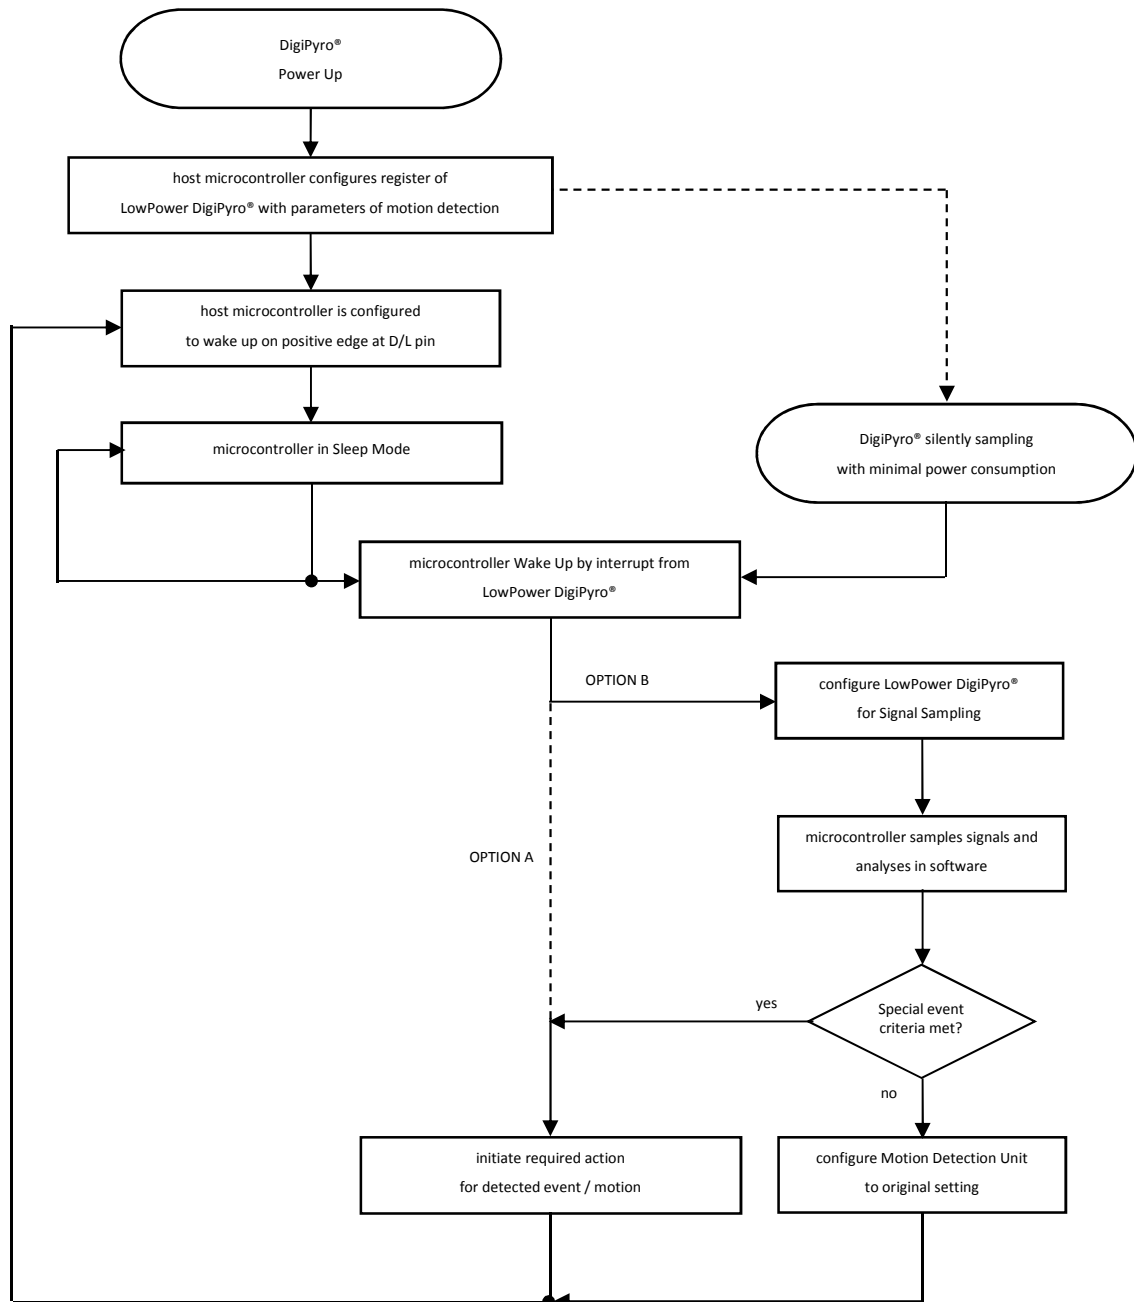 DigiPyro®
Power Up
host microcontroller configures register of
LowPower DigiPyro® with parameters of motion detection
host microcontroller is configured
to wake up on positive edge at D/L pin
microcontroller in Sleep Mode
DigiPyro® silently sampling
with minimal power consumption
microcontroller Wake Up by interrupt from
LowPower DigiPyro®
OPTION B
configure LowPower DigiPyro®
for Signal Sampling
OPTION A
microcontroller samples signals and
analyses in software
yes
Special event
criteria met?
no
initiate required action
for detected event / motion
configure Motion Detection Unit
to original setting